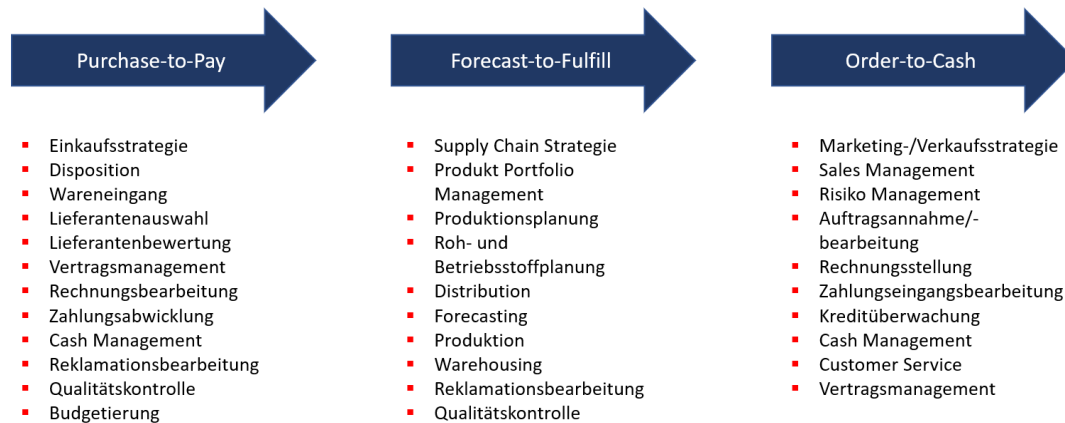 Purchase-to-Pay
Einkaufsstrategie
Disposition
Wareneingang
Lieferantenauswahl
Lieferantenbewertung
Vertragsmanagement
Rechnungsbearbeitung
Zahlungsabwicklung
Cash Management
Reklamationsbearbeitung
Qualitätskontrolle
Budgetierung
Forecast-to-Fulfill
Supply Chain Strategie
Produkt Portfolio
Management
Produktionsplanung
Roh- und
Betriebsstoffplanung
Distribution
Forecasting
Produktion
Warehousing
Reklamationsbearbeitung
Qualitätskontrolle
Order-to-Cash
Marketing-/Verkaufsstrategie
Sales Management
Risiko Management
Auftragsannahme/-
bearbeitung
Rechnungsstellung
Zahlungseingangsbearbeitung
Kreditüberwachung
Cash Management
Customer Service
Vertragsmanagement